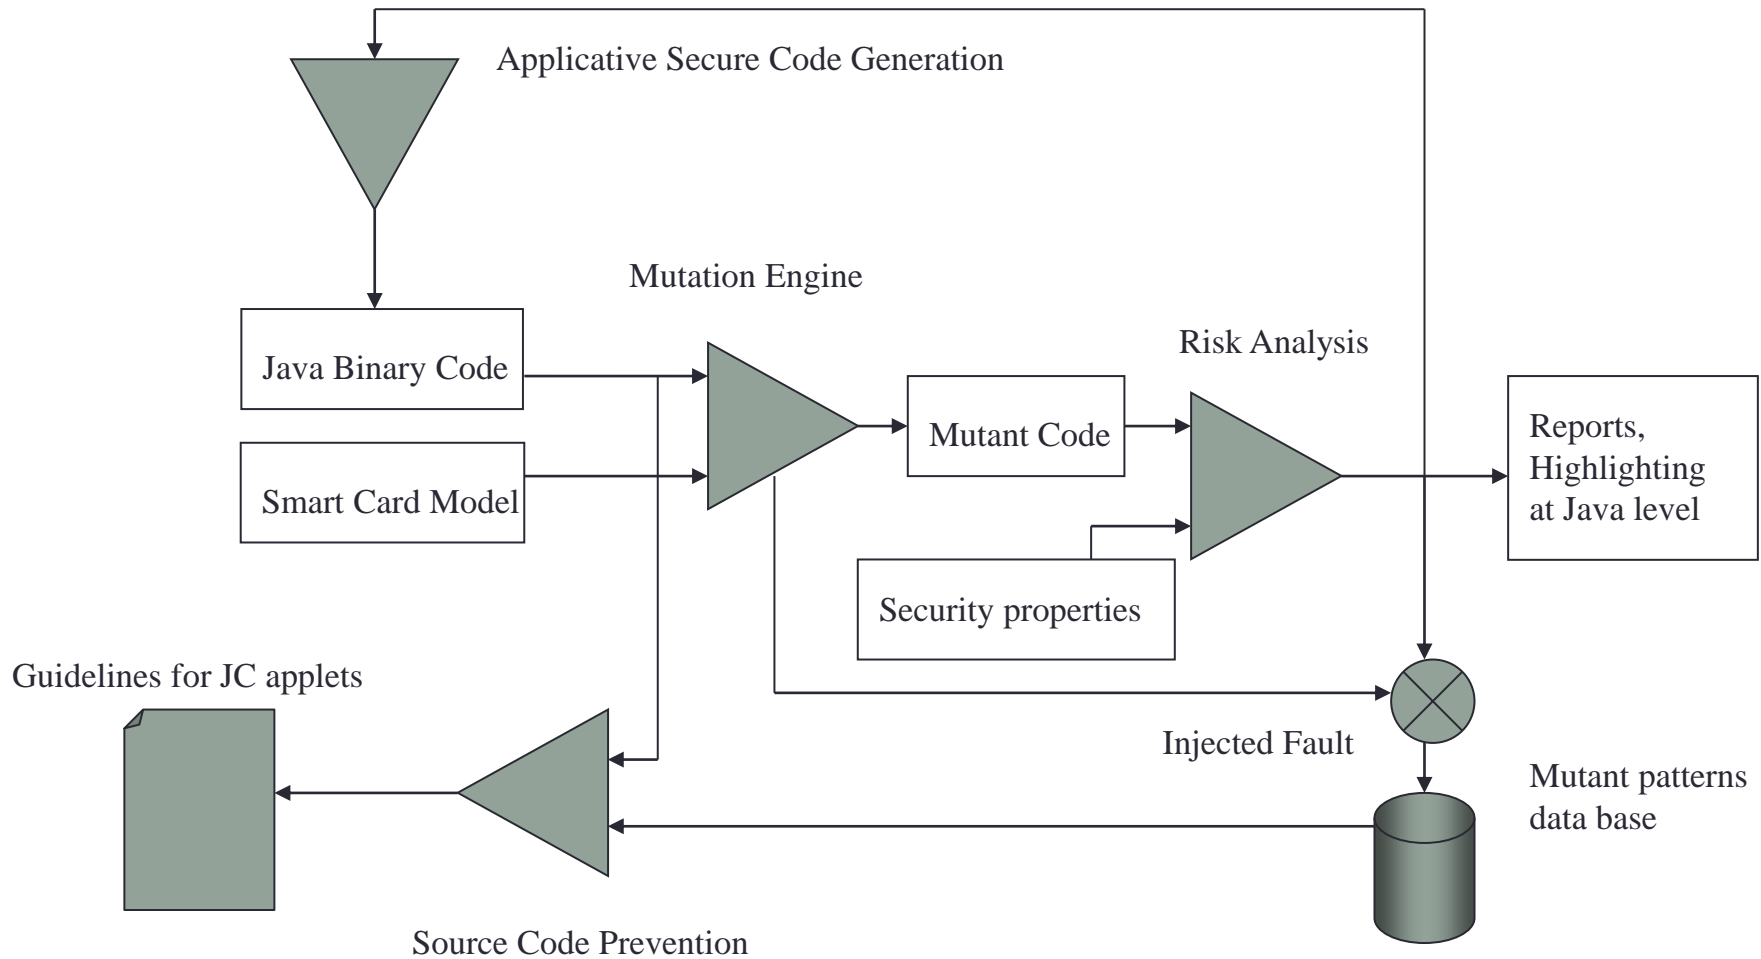 Applicative Secure Code Generation
Mutation Engine
Risk Analysis
Java Binary Code
Mutant Code
Reports,
Highlighting
at Java level
Smart Card Model
Security properties
Guidelines for JC applets
Injected Fault
Mutant patterns
data base
Source Code Prevention